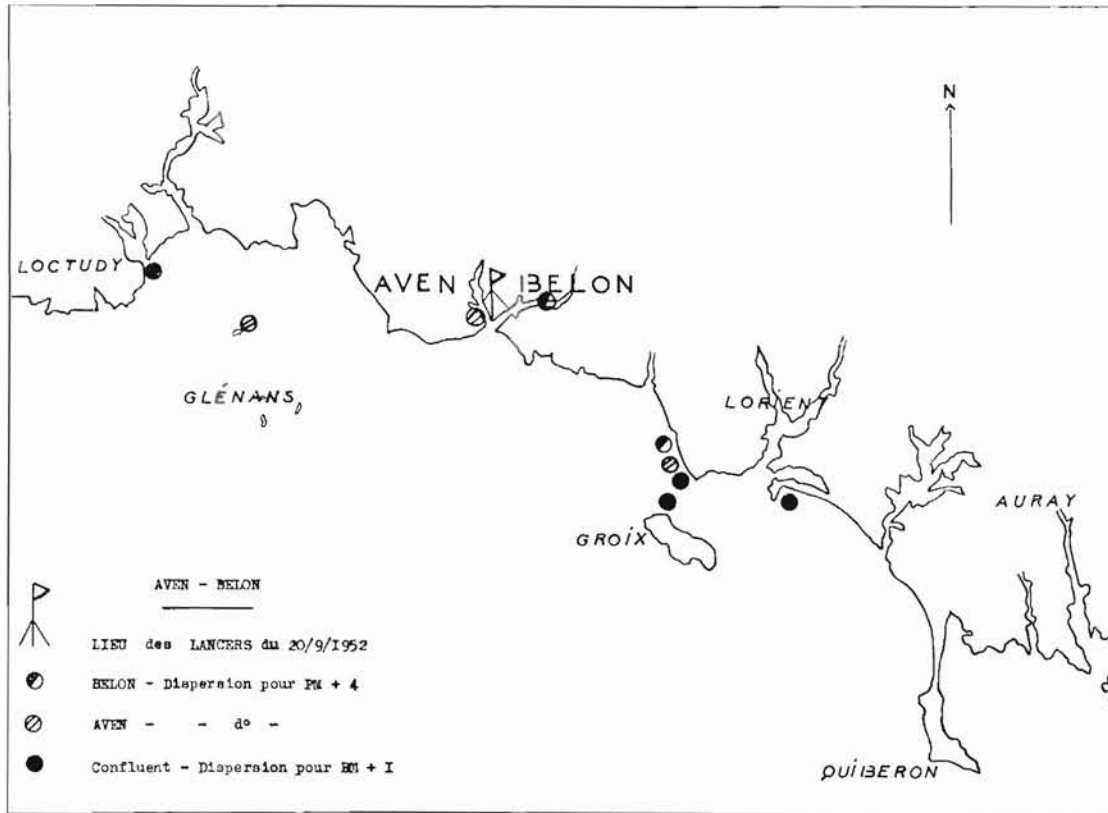 N
LOCTUDY
AVEN BELON
GLÉNANS
LORIENT
AURAY
GROIX
QUIBERON
AVEN - BELON
LIEU des LANCERS du 20/9/I952
BELON - Dispersion pour PM + 4
AVEN - - d° -
Confluent - Dispersion pour BM + I